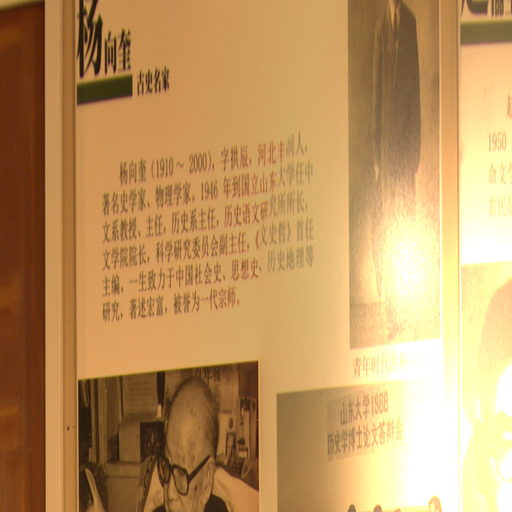 杨向奎
古史名家
杨向奎（1910～2000），字拱辰，河北丰润人，
著名史学家、物理学家。1946 年到国立山东大学任中
文系教授、主任，历史系主任，历史语文研究所所长，
文学院院长，科学研究委员会副主任，《文史哲》首任
主编。一生致力于中国社会史、思想史、历史地理等
研究，著述宏富，被誉为一代宗师。
青年时代
山东大学1988
历史学博士论文答辩会
1950
命文学